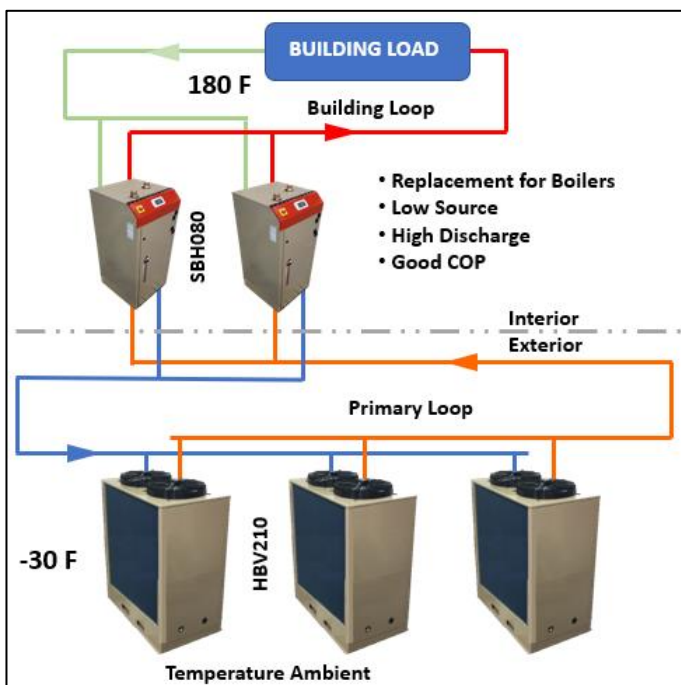 BUILDING LOAD
180 F
Building Loop
• Replacement for Boilers
• Low Source
• High Discharge
• Good COP
SBH080
Interior
Exterior
Primary Loop
-30 F
HBV210
Temperature Ambient